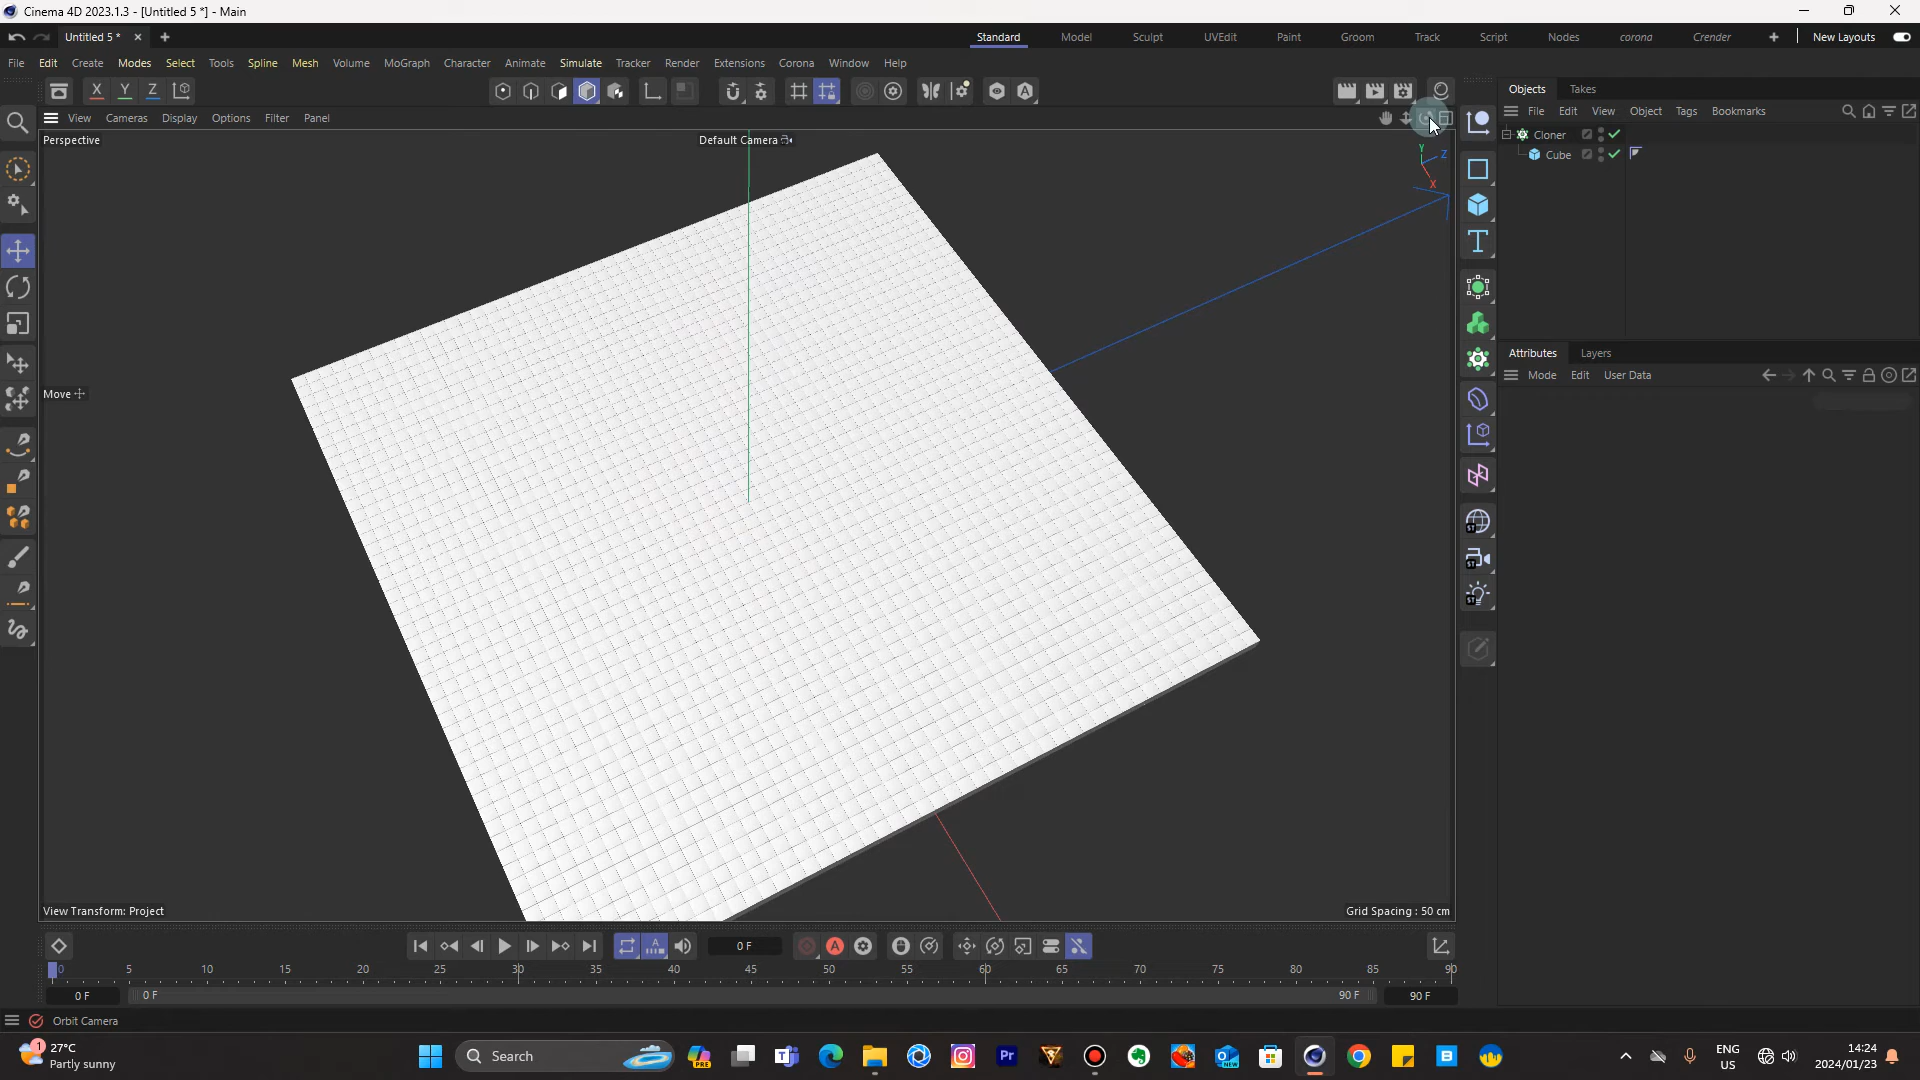 Cinema 4D 2023.1.3 - [Untitled 5 *] - Main
Untitled 5 *
Standard Model Sculpt UVEdit Paint Groom Track Script Nodes corona Crender New Layouts
File Edit Create Modes Select Tools Spline Mesh Volume MoGraph Character Animate Simulate Tracker Render Extensions Corona Window Help
X Y Z
Objects Takes
File Edit View Object Tags Bookmarks
View Cameras Display Options Filter Panel
Perspective
Default Camera
Y Z X
Cloner
Cube
Attributes Layers
Mode Edit User Data
Move
View Transform: Project
Grid Spacing : 50 cm
0 F
0 5 10 15 20 25 30 35 40 45 50 55 60 65 70 75 80 85 90
0 F 0 F 90 F 90 F
Orbit Camera
1
27°C
Partly sunny
Search
PRE
Pr
NEW
B
ENG
US
14:24
2024/01/23